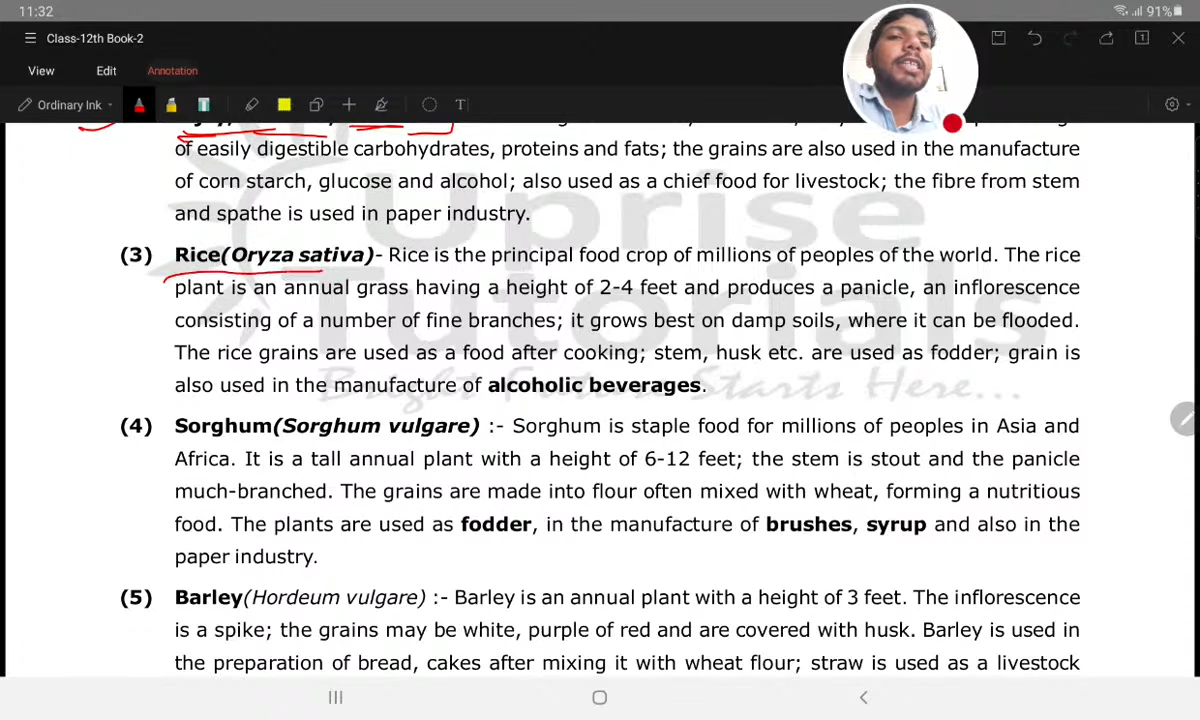 11:32
91%
Class-12th Book-2
View Edit Annotation
Ordinary Ink
T
1
of easily digestible carbohydrates, proteins and fats; the grains are also used in the manufacture
of corn starch, glucose and alcohol; also used as a chief food for livestock; the fibre from stem
and spathe is used in paper industry.
(3) Rice(Oryza sativa)- Rice is the principal food crop of millions of peoples of the world. The rice
plant is an annual grass having a height of 2-4 feet and produces a panicle, an inflorescence
consisting of a number of fine branches; it grows best on damp soils, where it can be flooded.
The rice grains are used as a food after cooking; stem, husk etc. are used as fodder; grain is
also used in the manufacture of alcoholic beverages.
(4) Sorghum(Sorghum vulgare) :- Sorghum is staple food for millions of peoples in Asia and
Africa. It is a tall annual plant with a height of 6-12 feet; the stem is stout and the panicle
much-branched. The grains are made into flour often mixed with wheat, forming a nutritious
food. The plants are used as fodder, in the manufacture of brushes, syrup and also in the
paper industry.
(5) Barley(Hordeum vulgare) :- Barley is an annual plant with a height of 3 feet. The inflorescence
is a spike; the grains may be white, purple of red and are covered with husk. Barley is used in
the preparation of bread, cakes after mixing it with wheat flour; straw is used as a livestock
Uprise
Tutorials
Bright Future Starts Here...